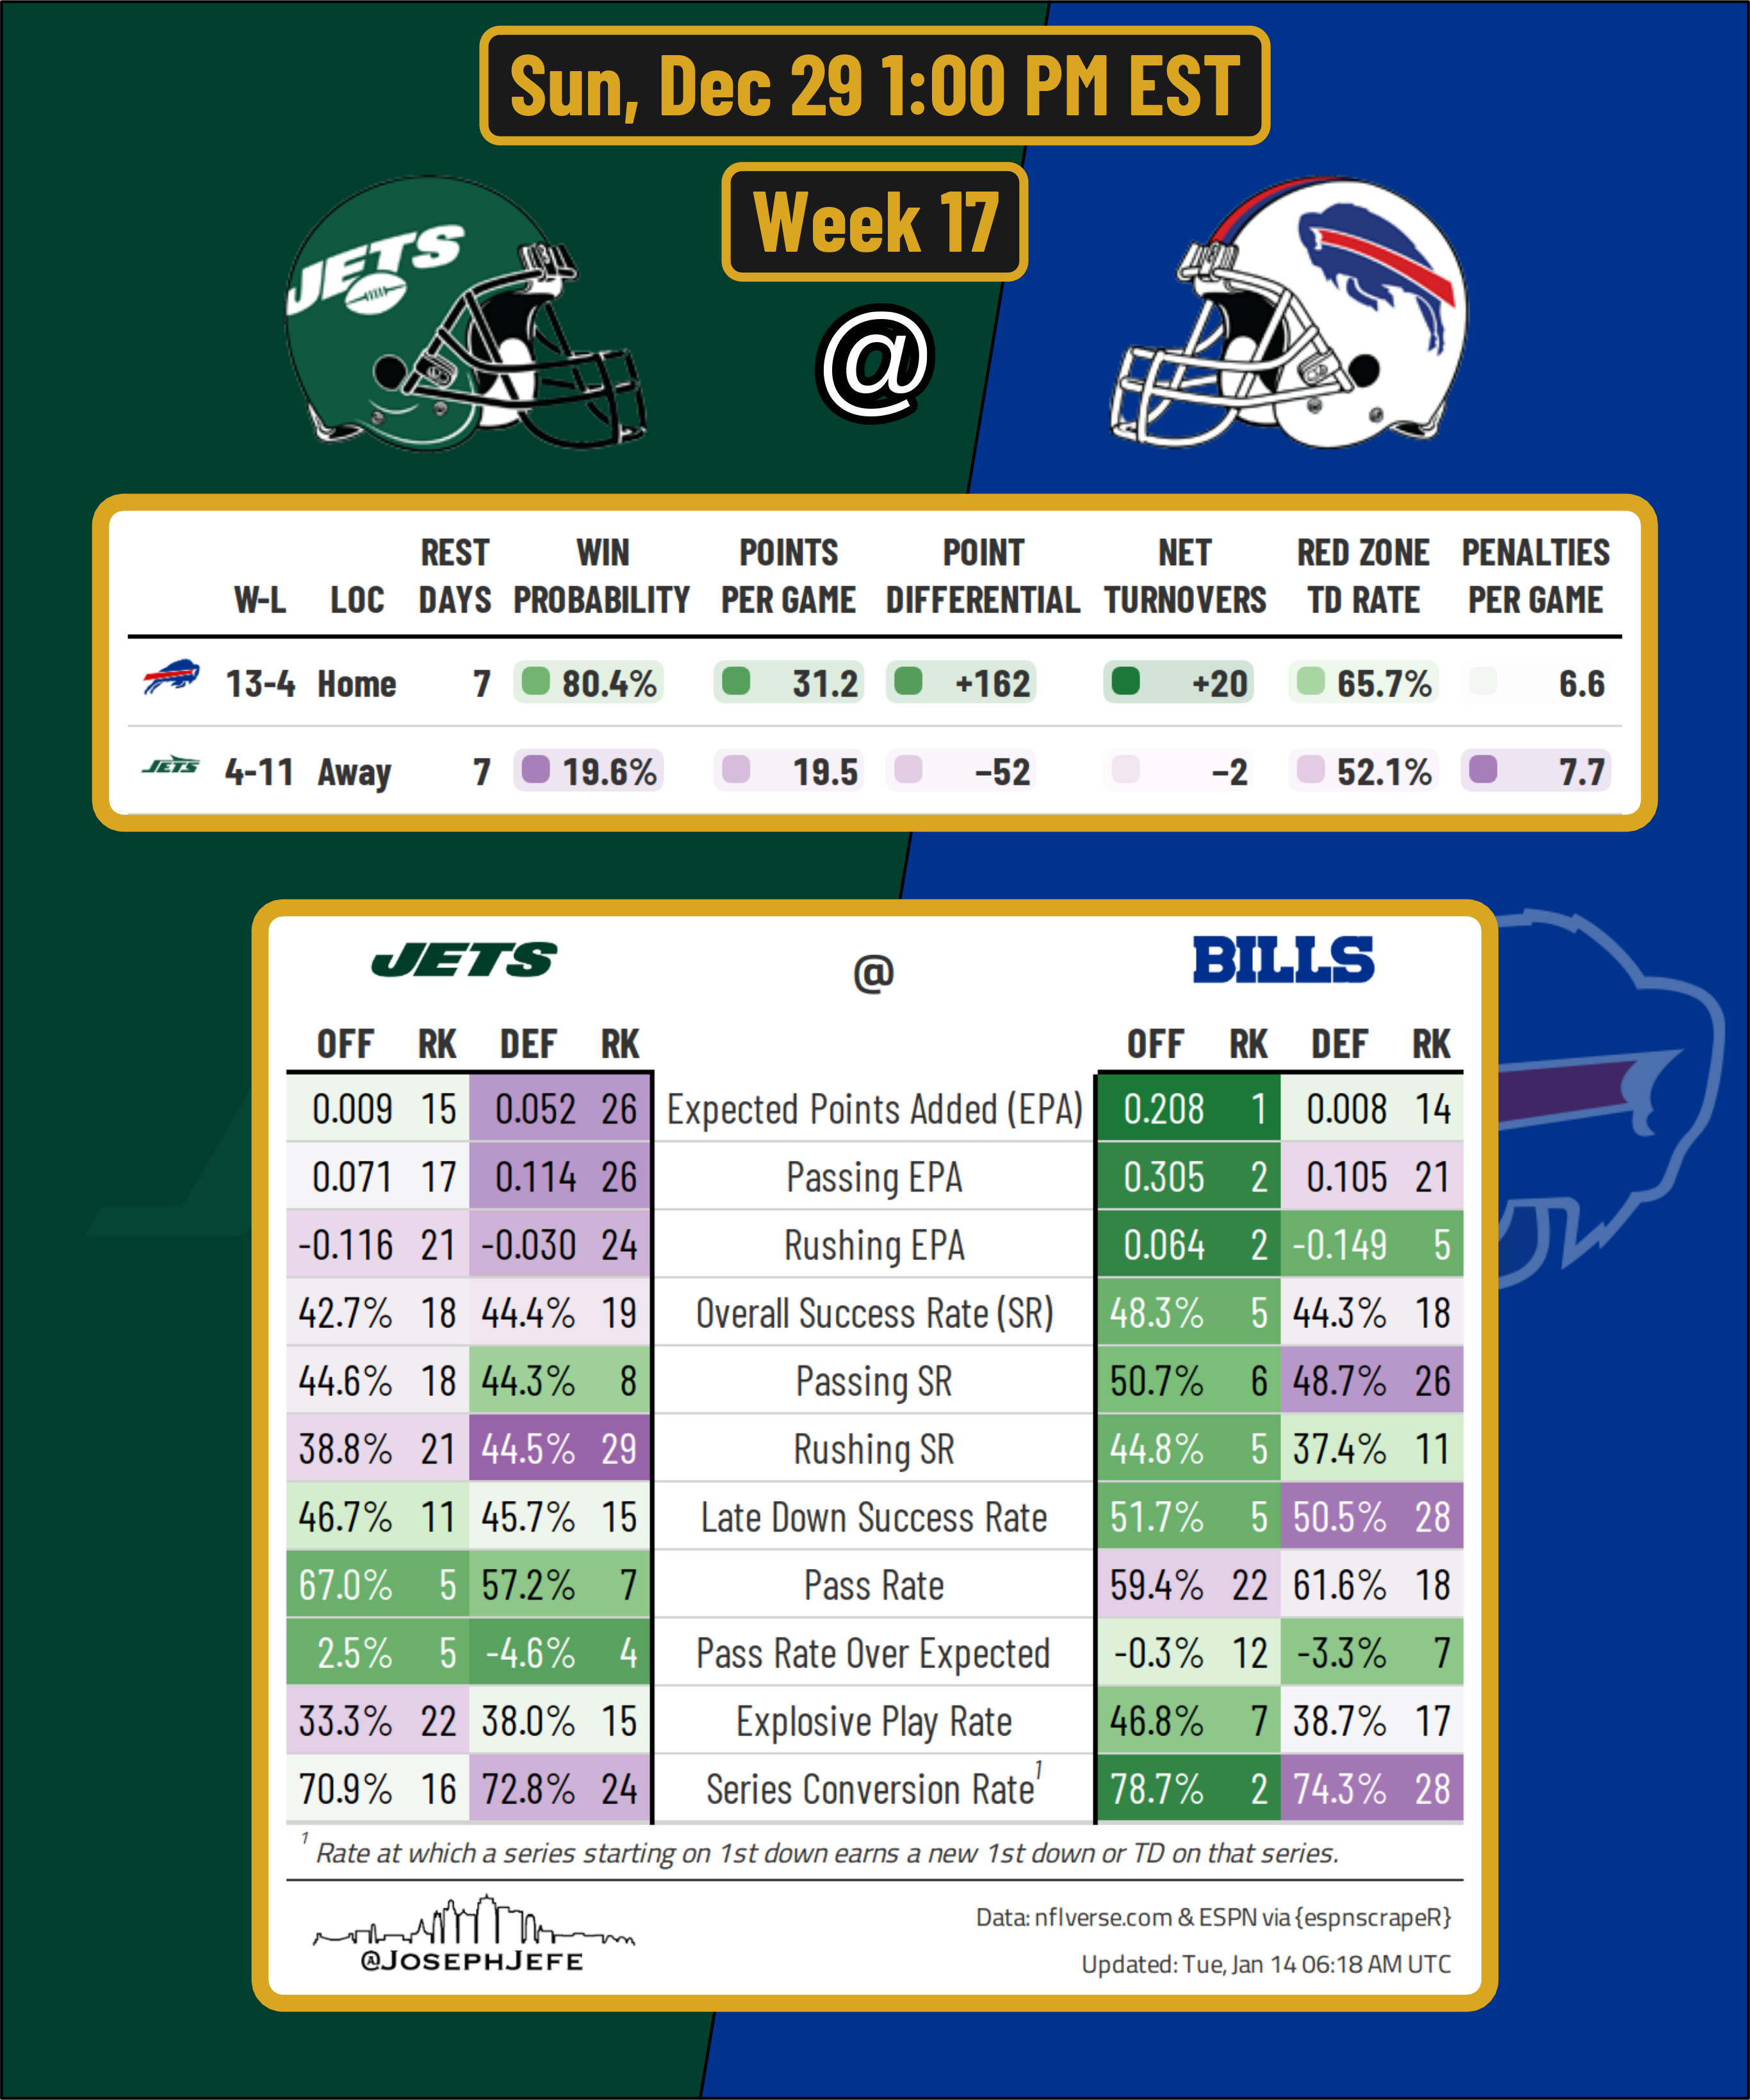 Sun, Dec 29 1:00 PM EST
Week 17
JETS
@
REST WIN POINTS POINT NET RED ZONE PENALTIES
W-L LOC DAYS PROBABILITY PER GAME DIFFERENTIAL TURNOVERS TD RATE PER GAME
13-4 Home 7 80.4% 31.2 +162 +20 65.7% 6.6
JETS 4-11 Away 7 19.6% 19.5 −52 −2 52.1% 7.7
JETS @ BILLS
OFF RK DEF RK OFF RK DEF RK
0.009 15 0.052 26 Expected Points Added (EPA) 0.208 1 0.008 14
0.071 17 0.114 26 Passing EPA 0.305 2 0.105 21
-0.116 21 -0.030 24 Rushing EPA 0.064 2 -0.149 5
42.7% 18 44.4% 19 Overall Success Rate (SR) 48.3% 5 44.3% 18
44.6% 18 44.3% 8 Passing SR 50.7% 6 48.7% 26
38.8% 21 44.5% 29 Rushing SR 44.8% 5 37.4% 11
46.7% 11 45.7% 15 Late Down Success Rate 51.7% 5 50.5% 28
67.0% 5 57.2% 7 Pass Rate 59.4% 22 61.6% 18
2.5% 5 -4.6% 4 Pass Rate Over Expected -0.3% 12 -3.3% 7
33.3% 22 38.0% 15 Explosive Play Rate 46.8% 7 38.7% 17
70.9% 16 72.8% 24 Series Conversion Rate¹ 78.7% 2 74.3% 28
¹ Rate at which a series starting on 1st down earns a new 1st down or TD on that series.
@JOSEPHJEFE
Data: nflverse.com & ESPN via {espnscrapeR}
Updated: Tue, Jan 14 06:18 AM UTC